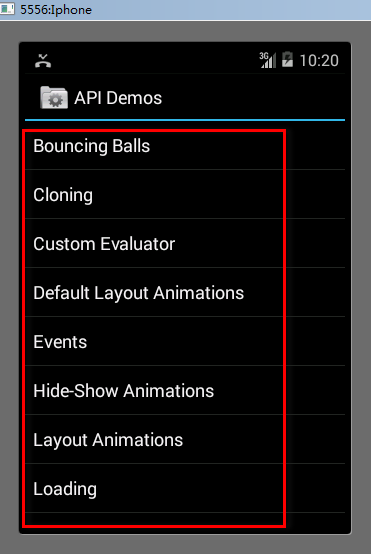 5556:Iphone
3G 10:20
API Demos
Bouncing Balls
Cloning
Custom Evaluator
Default Layout Animations
Events
Hide-Show Animations
Layout Animations
Loading